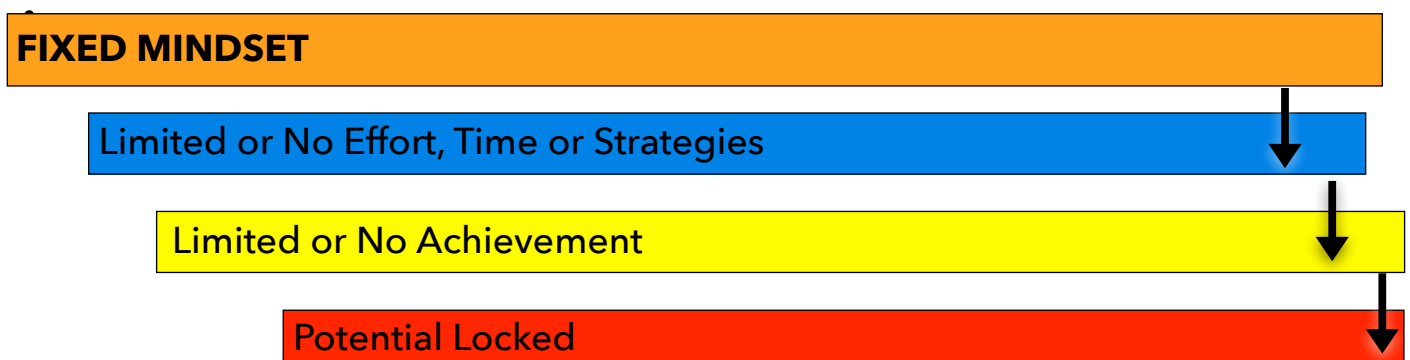 FIXED MINDSET
Limited or No Effort, Time or Strategies
Limited or No Achievement
Potential Locked